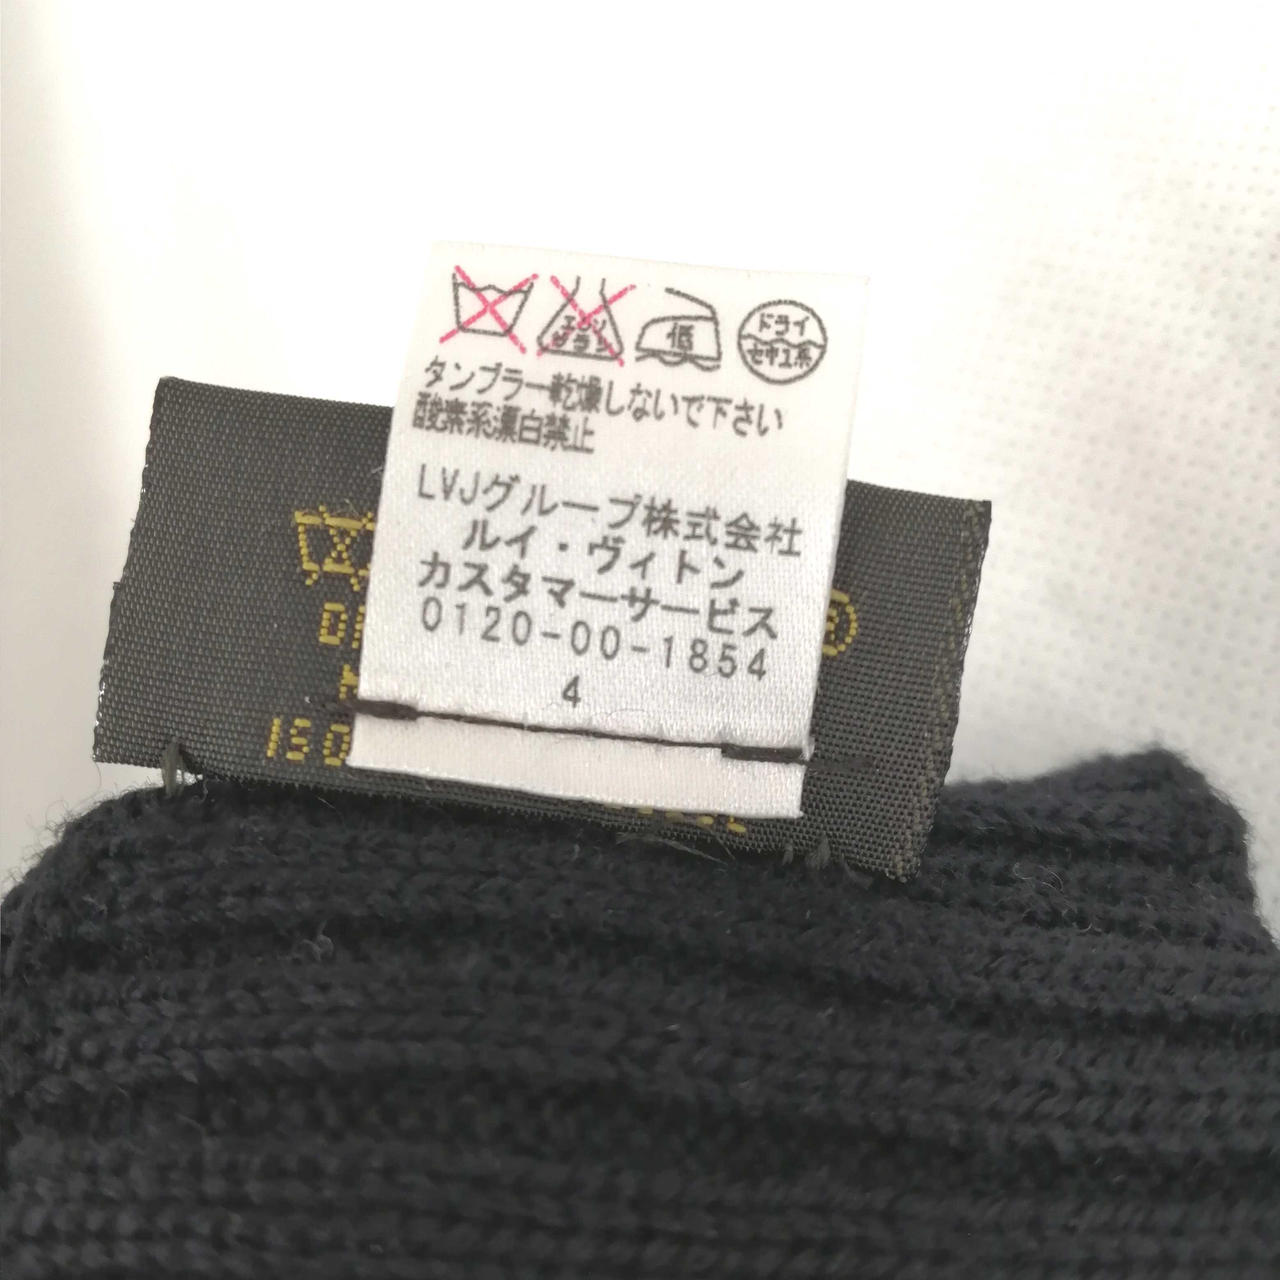 エンソ
サラシ
低
ドライ
セキユ系
タンブラー乾燥しないで下さい
酸素系漂白禁止
LVJグループ株式会社
ルイ・ヴィトン
カスタマーサービス
0120-00-1854
4
®
ISO